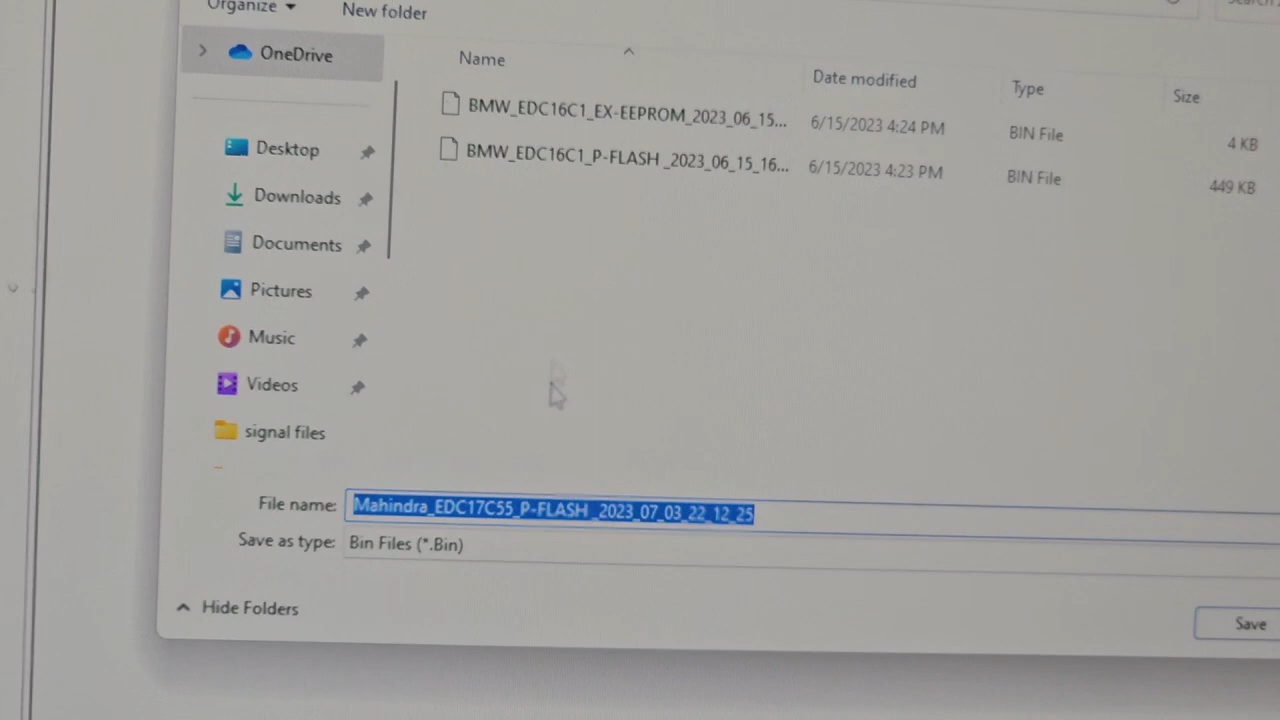 Organize
New folder
OneDrive
Name
Date modified
Type
Size
BMW_EDC16C1_EX-EEPROM_2023_06_15...
6/15/2023 4:24 PM
BIN File
4 KB
BMW_EDC16C1_P-FLASH _2023_06_15_16...
6/15/2023 4:23 PM
BIN File
449 KB
Desktop
Downloads
Documents
Pictures
Music
Videos
signal files
File name:
Mahindra_EDC17C55_P-FLASH _2023_07_03_22_12_25
Save as type:
Bin Files (*.Bin)
Hide Folders
Save